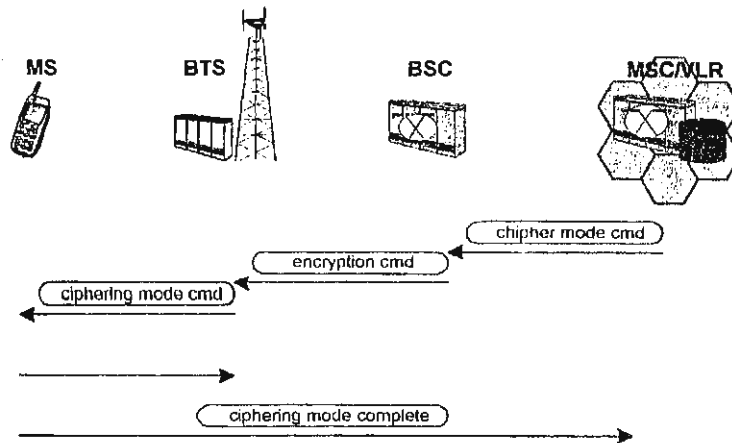 MS
BTS
BSC
MSC/VLR
chipher mode cmd
encryption cmd
ciphering mode cmd
ciphering mode complete